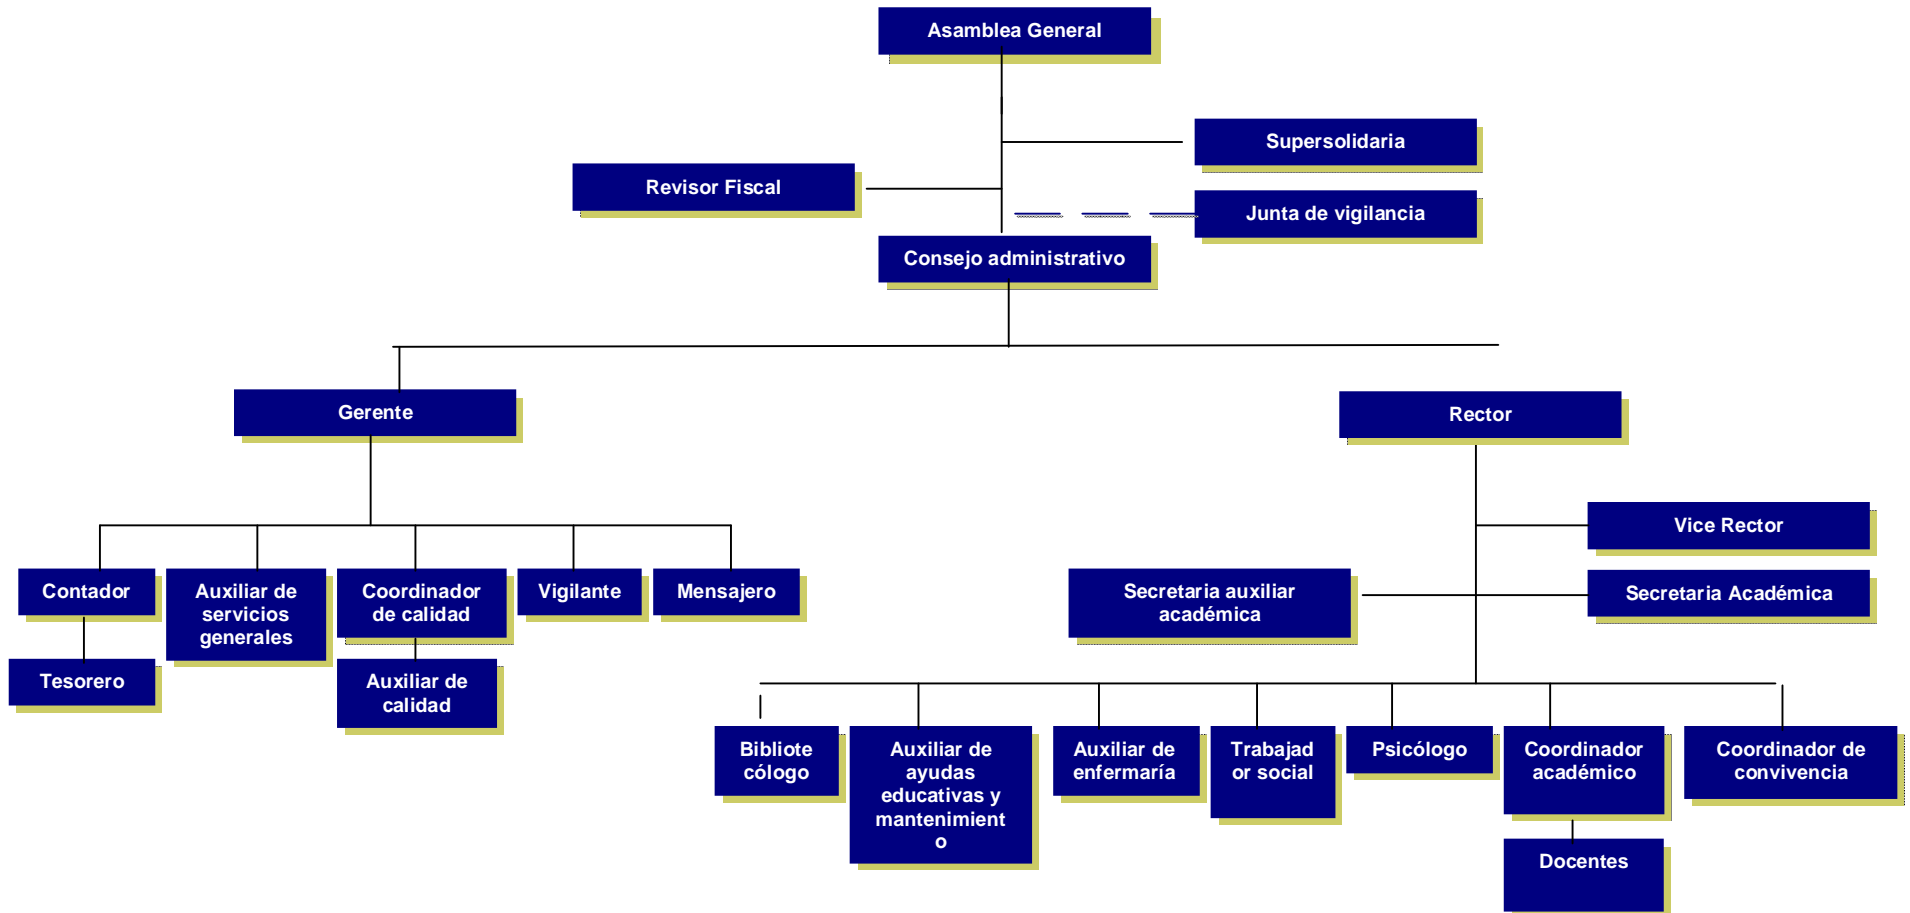 Asamblea General
Supersolidaria
Revisor Fiscal
Junta de vigilancia
Consejo administrativo
Gerente
Rector
Vice Rector
Contador
Auxiliar de
servicios
generales
Coordinador
de calidad
Vigilante
Mensajero
Secretaria auxiliar
académica
Secretaria Académica
Tesorero
Auxiliar de
calidad
Bibliote
cólogo
Auxiliar de
ayudas
educativas y
mantenimient
o
Auxiliar de
enfermaría
Trabajad
or social
Psicólogo
Coordinador
académico
Coordinador de
convivencia
Docentes